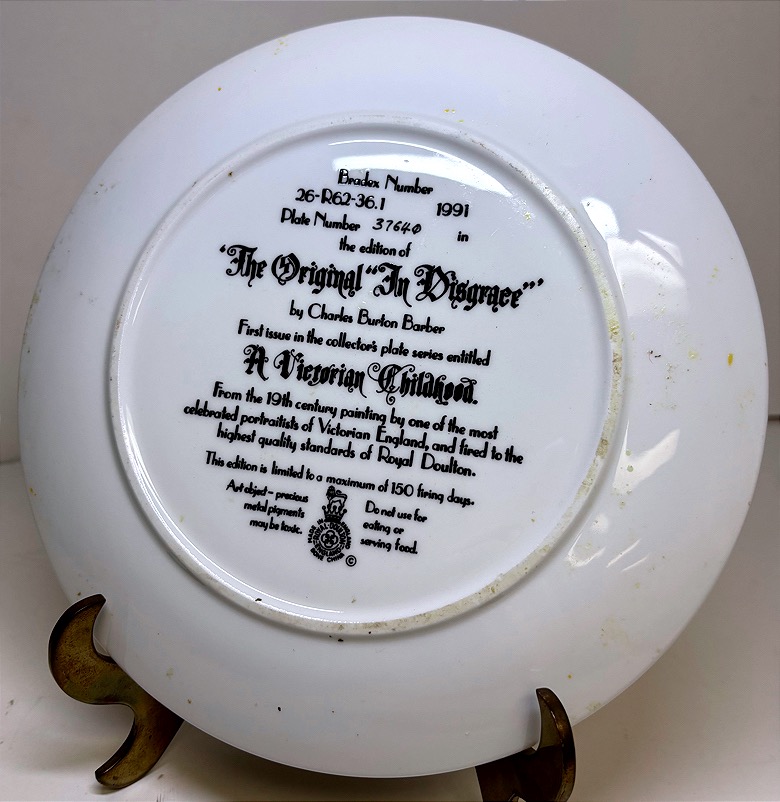 Bradex Number
26-R62-36.1 1991
Plate Number 37640 in
the edition of
'The Original "In Disgrace"'
by Charles Burton Barber
First issue in the collector's plate series entitled
A Victorian Childhood.
From the 19th century painting by one of the most
celebrated portraitists of Victorian England, and fired to the
highest quality standards of Royal Doulton.
This edition is limited to a maximum of 150 firing days.
Art object – precious
metal pigments
may be toxic.
ROYAL DOULTON
©
Do not use for
eating or
serving food.